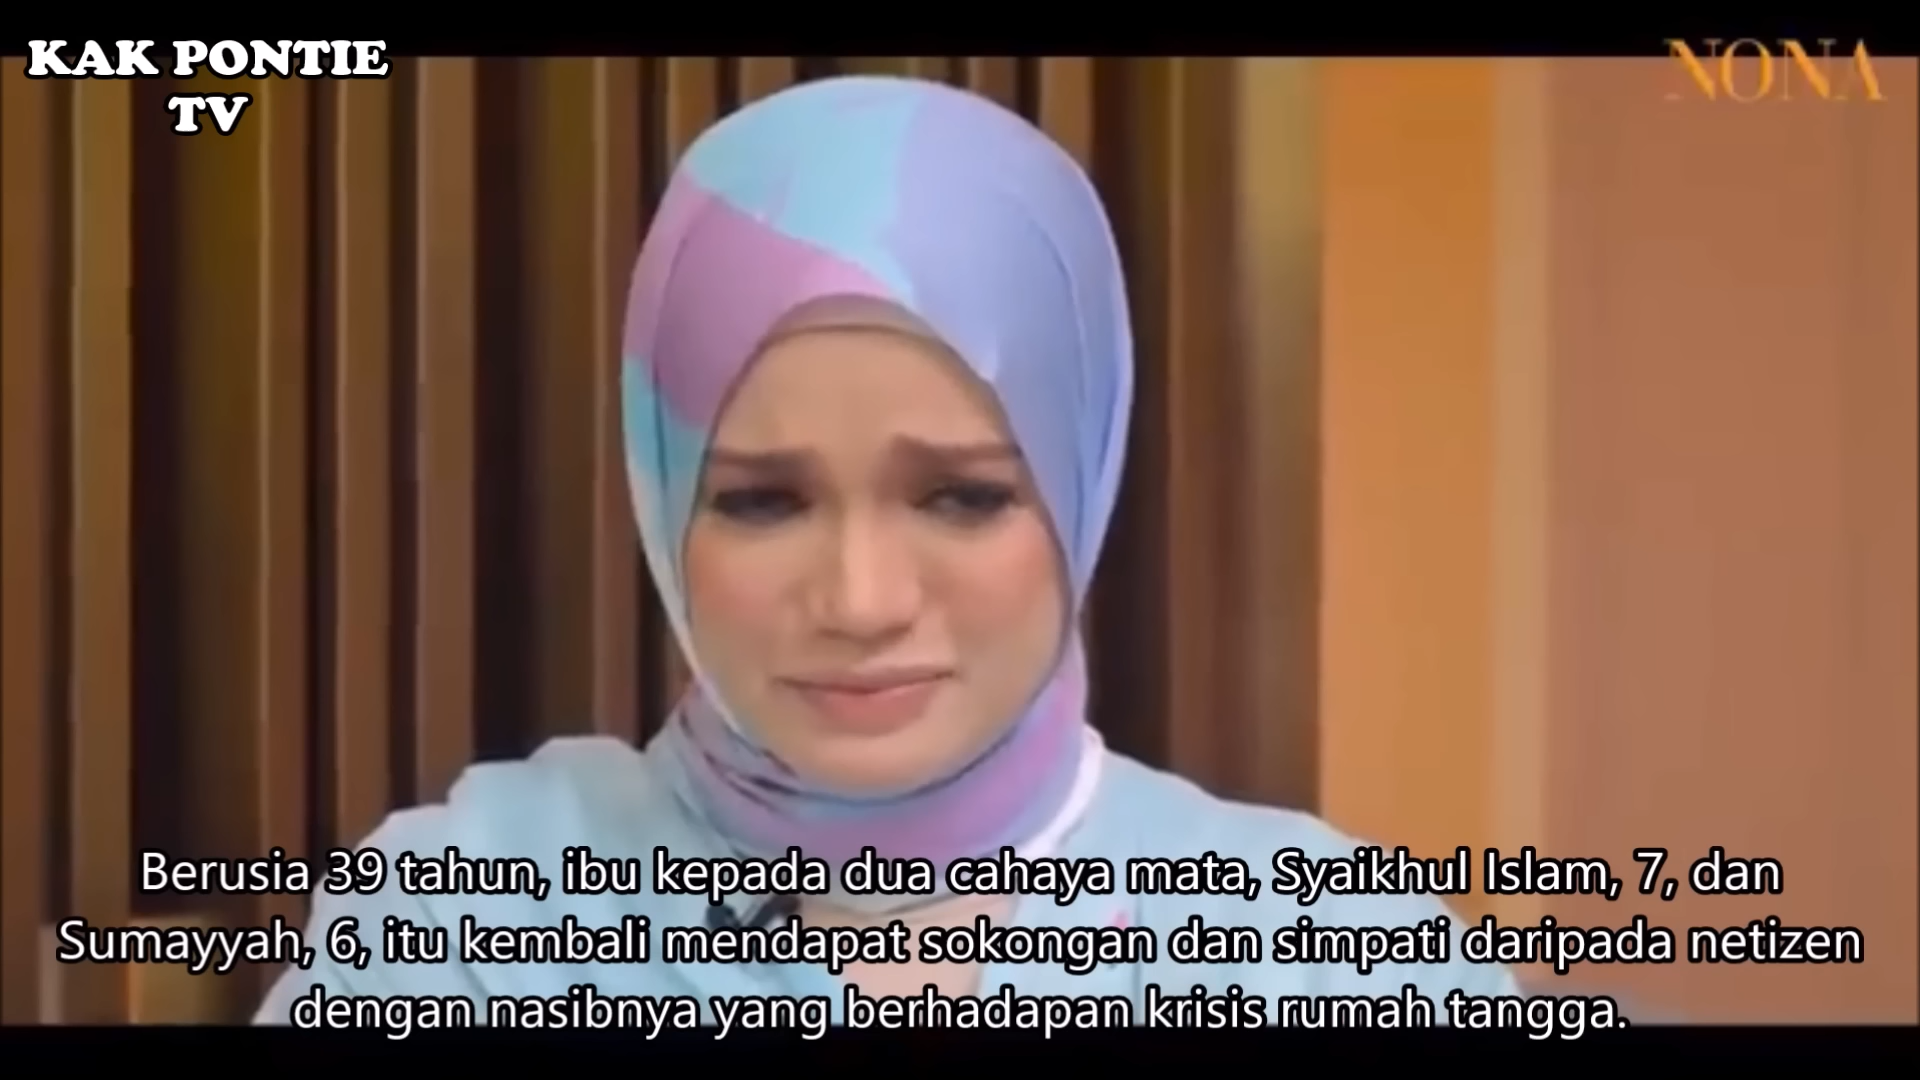 KAK PONTIE
TV
NONA
Berusia 39 tahun, ibu kepada dua cahaya mata, Syaikhul Islam, 7, dan
Sumayyah, 6, itu kembali mendapat sokongan dan simpati daripada netizen
dengan nasibnya yang berhadapan krisis rumah tangga.